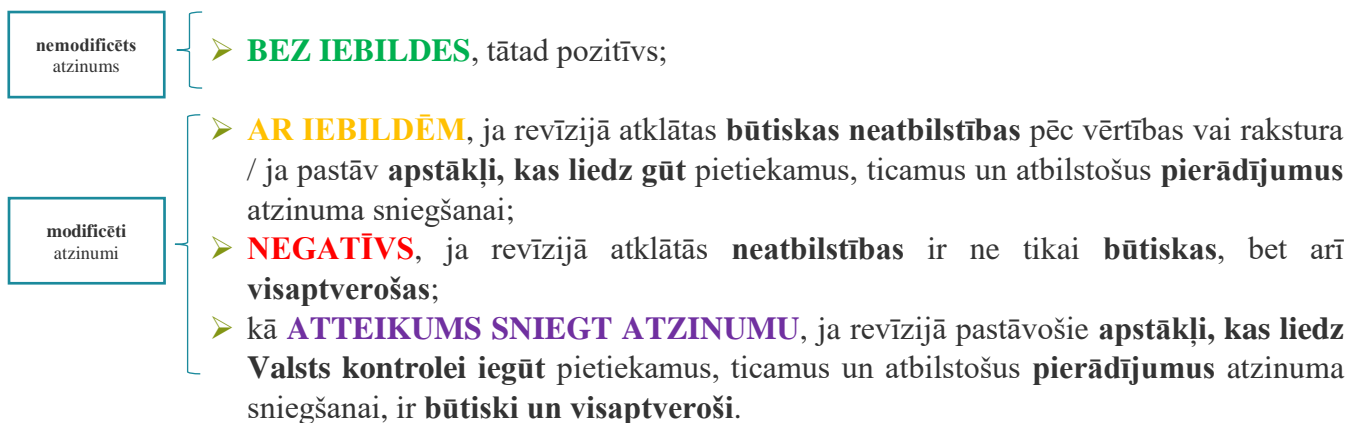 nemodificēts
atzinums
➢ BEZ IEBILDES, tātad pozitīvs;
➢ AR IEBILDĒM, ja revīzijā atklātas būtiskas neatbilstības pēc vērtības vai rakstura
/ ja pastāv apstākļi, kas liedz gūt pietiekamus, ticamus un atbilstošus pierādījumus
atzinuma sniegšanai;
modificēti
atzinumi
➢ NEGATĪVS, ja revīzijā atklātās neatbilstības ir ne tikai būtiskas, bet arī
visaptverošas;
➢ kā ATTEIKUMS SNIEGT ATZINUMU, ja revīzijā pastāvošie apstākļi, kas liedz
Valsts kontrolei iegūt pietiekamus, ticamus un atbilstošus pierādījumus atzinuma
sniegšanai, ir būtiski un visaptveroši.